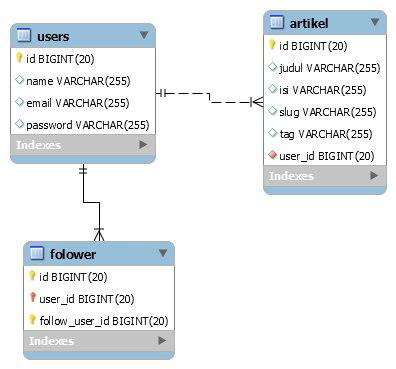 users
id BIGINT(20)
name VARCHAR(255)
email VARCHAR(255)
password VARCHAR(255)
Indexes
artikel
id BIGINT(20)
judul VARCHAR(255)
isi VARCHAR(255)
slug VARCHAR(255)
tag VARCHAR(255)
user_id BIGINT(20)
Indexes
folower
id BIGINT(20)
user_id BIGINT(20)
follow_user_id BIGINT(20)
Indexes